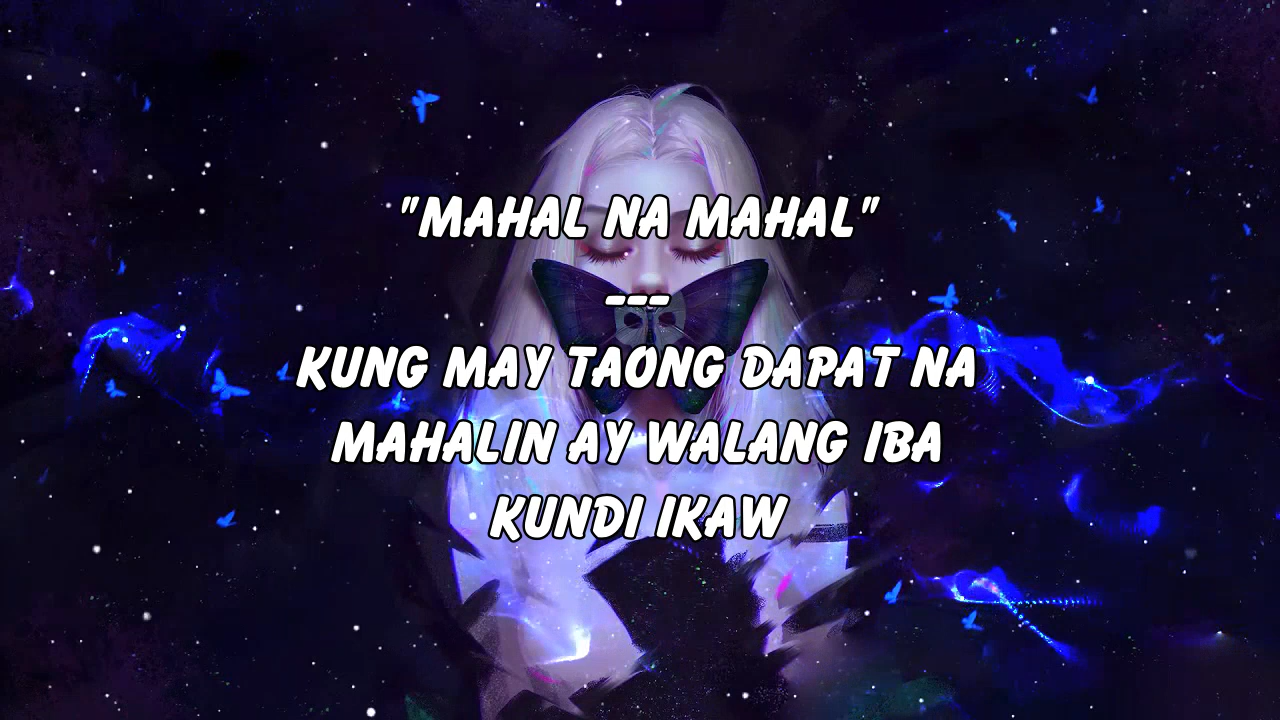 "MAHAL NA MAHAL"
---
KUNG MAY TAONG DAPAT NA
MAHALIN AY WALANG IBA
KUNDI IKAW